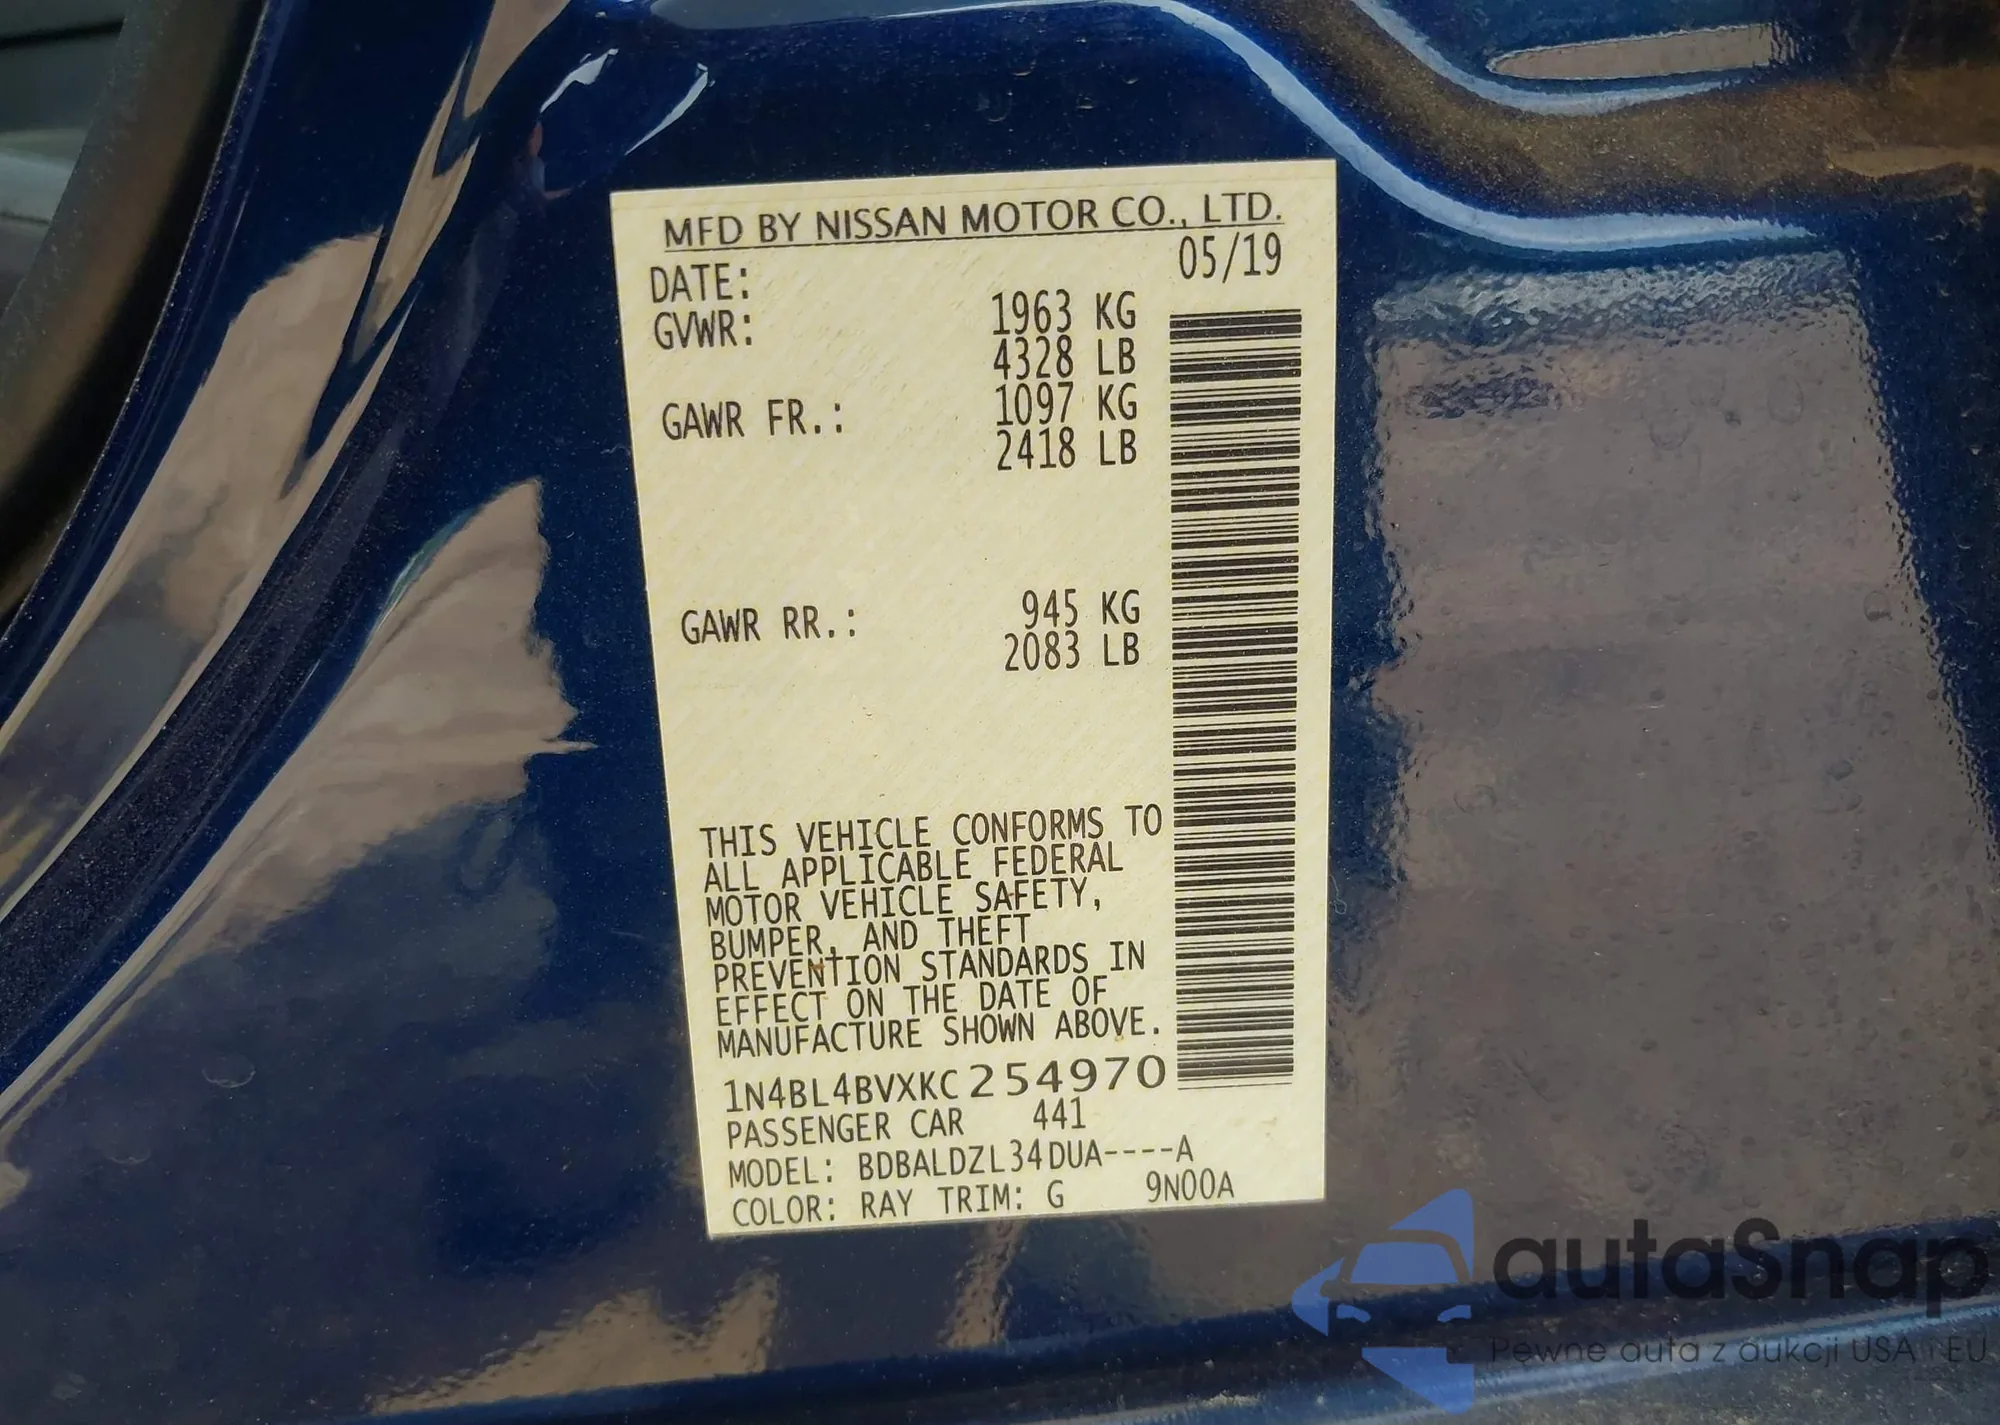 MFD BY NISSAN MOTOR CO., LTD.
DATE: 05/19
GVWR: 1963 KG
4328 LB
GAWR FR.: 1097 KG
2418 LB
GAWR RR.: 945 KG
2083 LB
THIS VEHICLE CONFORMS TO
ALL APPLICABLE FEDERAL
MOTOR VEHICLE SAFETY,
BUMPER, AND THEFT
PREVENTION STANDARDS IN
EFFECT ON THE DATE OF
MANUFACTURE SHOWN ABOVE.
1N4BL4BVXKC254970
PASSENGER CAR 441
MODEL: BDBALDZL34DUA----A
COLOR: RAY TRIM: G 9N00A
autaSnap
Pewne auta z aukcji USA i EU